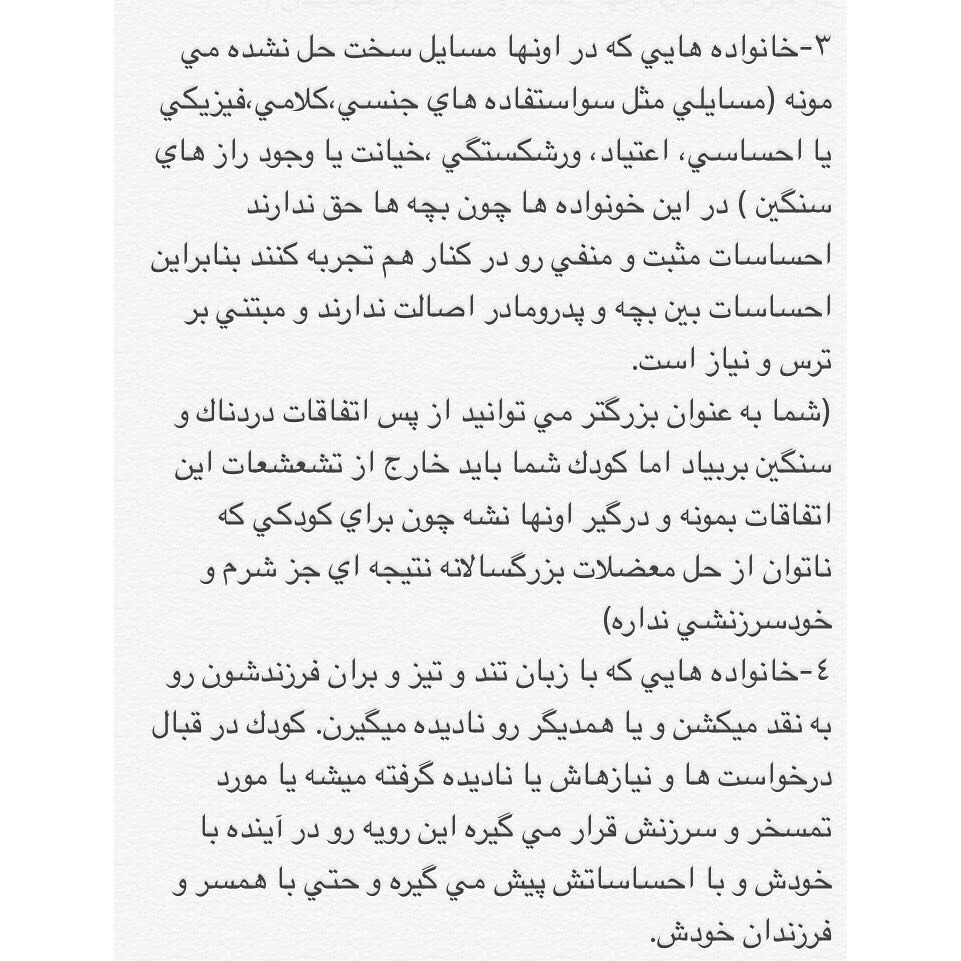 ٣-خانواده هايي كه در اونها مسايل سخت حل نشده مي
مونه (مسايلي مثل سواستفاده هاي جنسي،كلامي،فيزيكي
يا احساسي، اعتياد، ورشكستگي ،خيانت يا وجود راز هاي
سنگين ) در اين خونواده ها چون بچه ها حق ندارند
احساسات مثبت و منفي رو در كنار هم تجربه كنند بنابراين
احساسات بين بچه و پدرومادر اصالت ندارند و مبتني بر
ترس و نياز است.
(شما به عنوان بزرگتر مي توانيد از پس اتفاقات دردناك و
سنگين بربياد اما كودك شما بايد خارج از تشعشعات اين
اتفاقات بمونه و درگير اونها نشه چون براي كودكي كه
ناتوان از حل معضلات بزرگسالانه نتيجه اي جز شرم و
خودسرزنشي نداره)
٤-خانواده هايي كه با زبان تند و تيز و بران فرزندشون رو
به نقد ميكشن و يا همديگر رو ناديده ميگيرن. كودك در قبال
درخواست ها و نيازهاش يا ناديده گرفته ميشه يا مورد
تمسخر و سرزنش قرار مي گيره اين رويه رو در آينده با
خودش و با احساساتش پيش مي گيره و حتي با همسر و
فرزندان خودش.